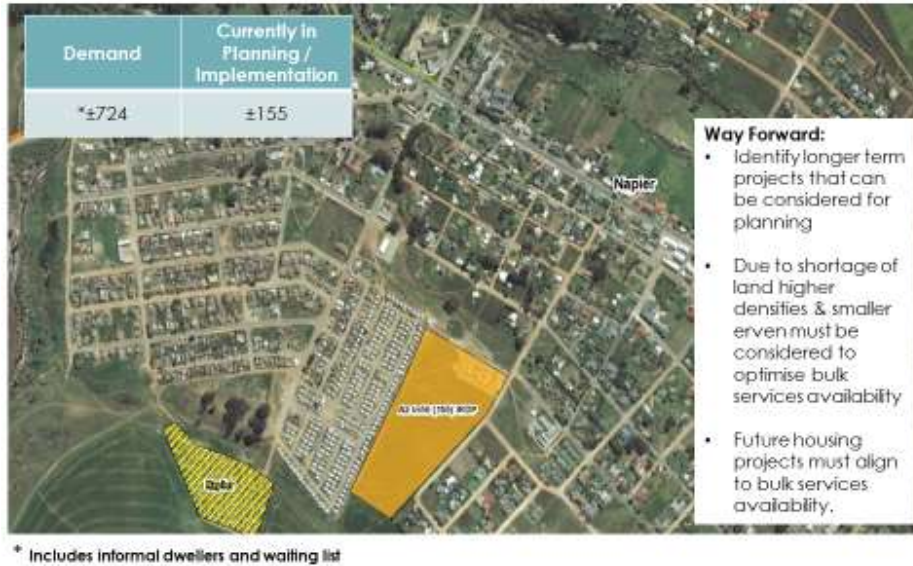 Demand
Currently in
Planning /
Implementation
*±724
±155
Napier
Way Forward:
• Identify longer term
projects that can
be considered for
planning
• Due to shortage of
land higher
densities & smaller
erven must be
considered to
optimise bulk
services availability
• Future housing
projects must align
to bulk services
availability.
* Includes informal dwellers and waiting list